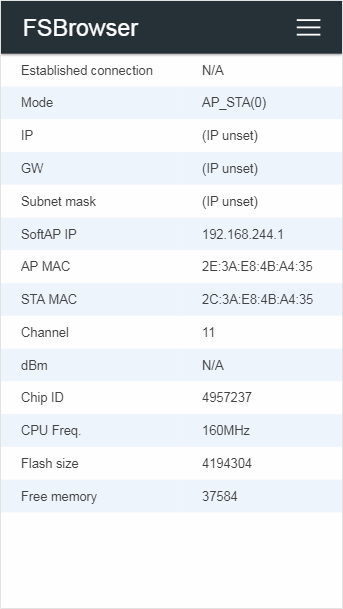 FSBrowser
Established connection N/A
Mode AP_STA(0)
IP (IP unset)
GW (IP unset)
Subnet mask (IP unset)
SoftAP IP 192.168.244.1
AP MAC 2E:3A:E8:4B:A4:35
STA MAC 2C:3A:E8:4B:A4:35
Channel 11
dBm N/A
Chip ID 4957237
CPU Freq. 160MHz
Flash size 4194304
Free memory 37584